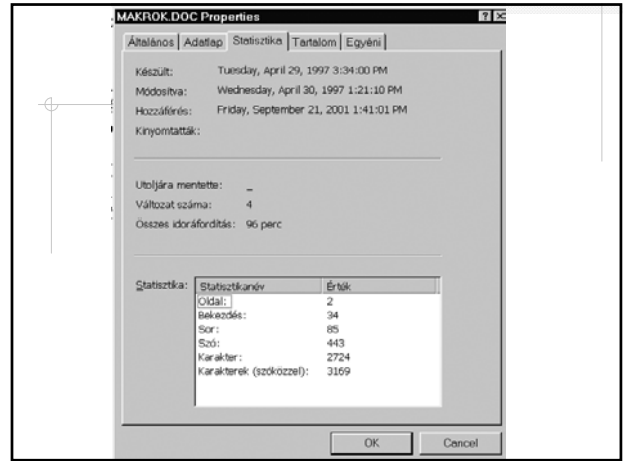 MAKROK.DOC Properties
Általános Adatlap Statisztika Tartalom Egyéni
Készült: Tuesday, April 29, 1997 3:34:00 PM
Módosítva: Wednesday, April 30, 1997 1:21:10 PM
Hozzáférés: Friday, September 21, 2001 1:41:01 PM
Kinyomtatták:
Utoljára mentette: _
Változat száma: 4
Összes idoráfordítás: 96 perc
Statisztika: Statisztikanév Érték
Oldal: 2
Bekezdés: 34
Sor: 85
Szó: 443
Karakter: 2724
Karakterek (szóközzel): 3169
OK Cancel